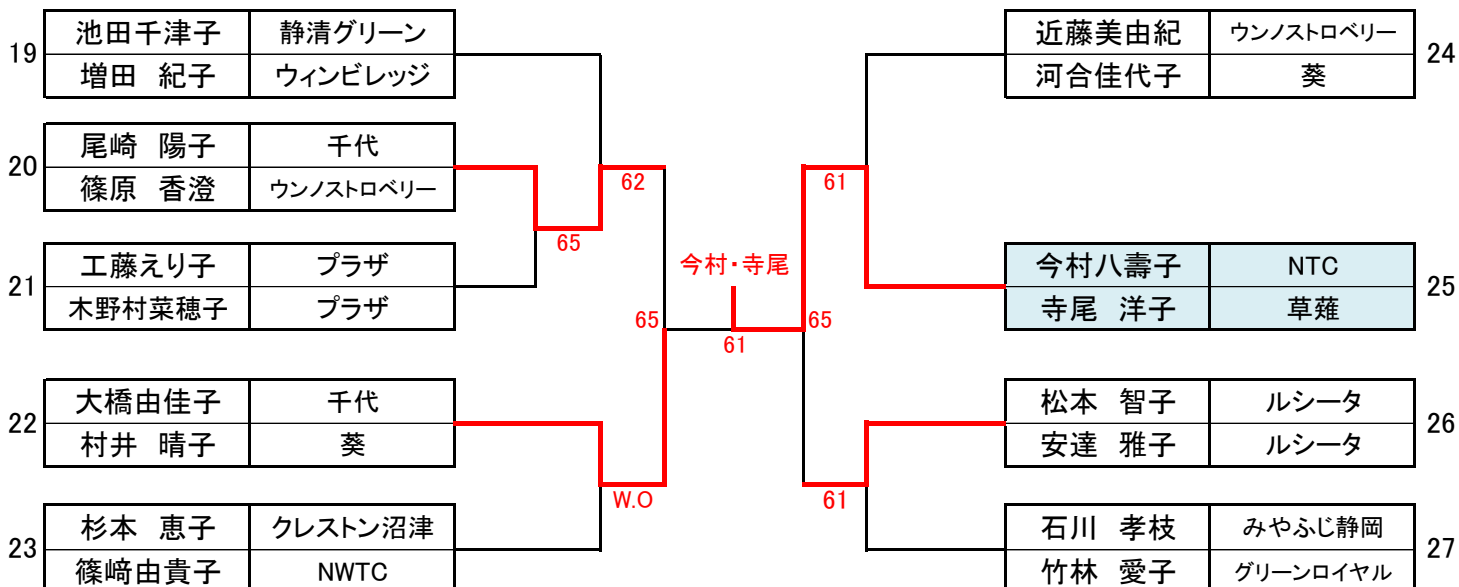 19 池田千津子 静清グリーン
増田 紀子 ウィンビレッジ
20 尾崎 陽子 千代
篠原 香澄 ウンノストロベリー
21 工藤えり子 プラザ
木野村菜穂子 プラザ
22 大橋由佳子 千代
村井 晴子 葵
23 杉本 恵子 クレストン沼津
篠﨑由貴子 NWTC
62
65
65
W.O
今村・寺尾
61
61
65
61
近藤美由紀 ウンノストロベリー 24
河合佳代子 葵
今村八壽子 NTC 25
寺尾 洋子 草薙
松本 智子 ルシータ 26
安達 雅子 ルシータ
石川 孝枝 みやふじ静岡 27
竹林 愛子 グリーンロイヤル